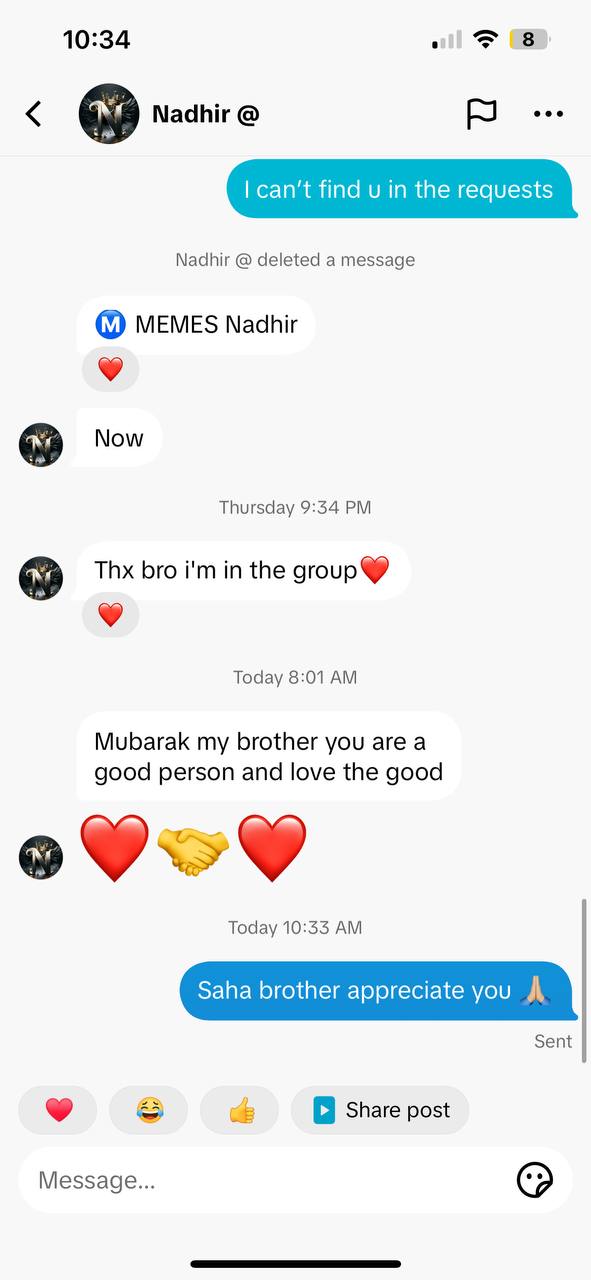 10:34
8
Nadhir @
I can't find u in the requests
Nadhir @ deleted a message
Ⓜ️ MEMES Nadhir
❤️
Now
Thursday 9:34 PM
Thx bro i'm in the group❤️
❤️
Today 8:01 AM
Mubarak my brother you are a
good person and love the good
❤️🤝❤️
Today 10:33 AM
Saha brother appreciate you 🙏🏼
Sent
❤️ 😂 👍 Share post
Message...